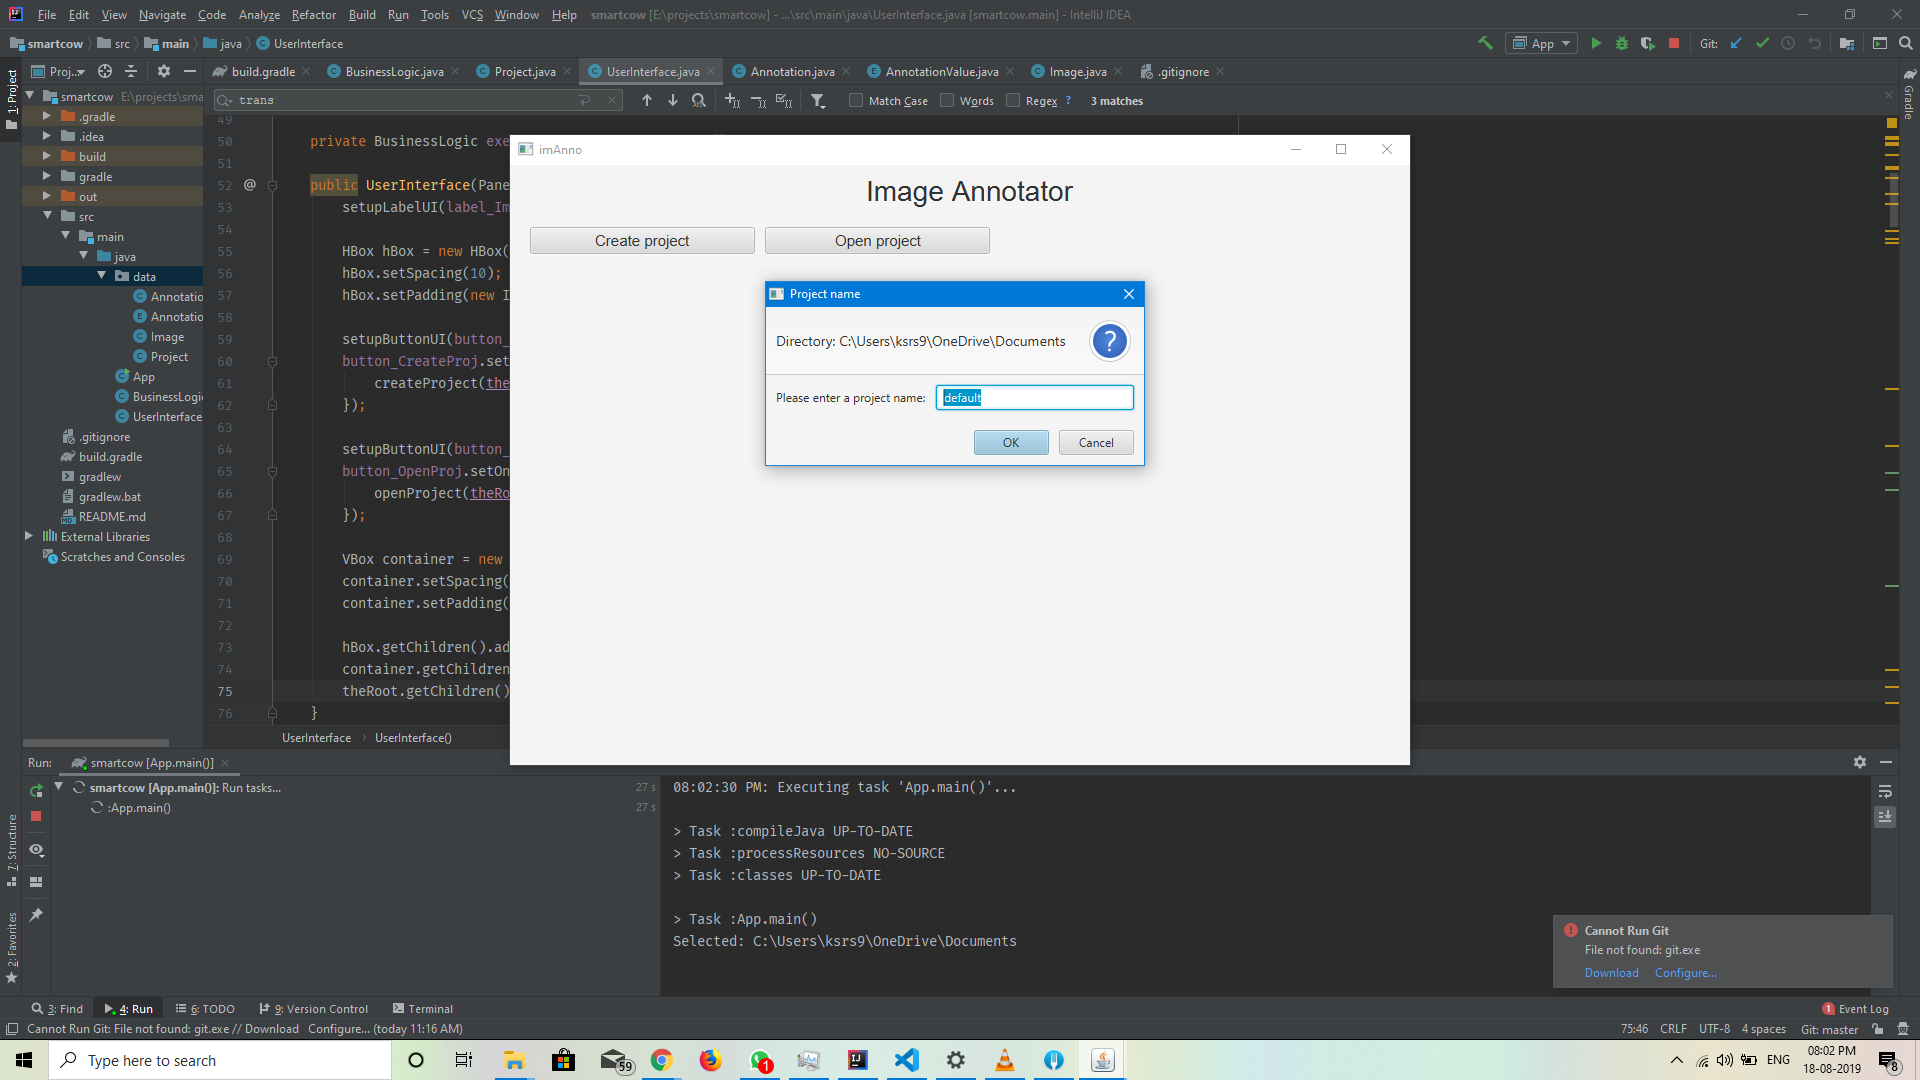 File Edit View Navigate Code Analyze Refactor Build Run Tools VCS Window Help smartcow [E:\projects\smartcow] - ...\src\main\java\UserInterface.java [smartcow.main] - IntelliJ IDEA
smartcow src main java UserInterface App Git:
1: Project Proj... build.gradle BusinessLogic.java Project.java UserInterface.java Annotation.java AnnotationValue.java Image.java .gitignore Gradle
smartcow E:\projects\sma
trans Match Case Words Regex ? 3 matches
.gradle
.idea
build
gradle
out
src
main
java
data
Annotatio
Annotatio
Image
Project
App
BusinessLogi
UserInterface
.gitignore
build.gradle
gradlew
gradlew.bat
README.md
External Libraries
Scratches and Consoles
49
50 private BusinessLogic exe
51
52 @ public UserInterface(Pane
53 setupLabelUI(label_Im
54
55 HBox hBox = new HBox(
56 hBox.setSpacing(10);
57 hBox.setPadding(new I
58
59 setupButtonUI(button_
60 button_CreateProj.set
61 createProject(the
62 });
63
64 setupButtonUI(button_
65 button_OpenProj.setOn
66 openProject(theRo
67 });
68
69 VBox container = new
70 container.setSpacing(
71 container.setPadding(
72
73 hBox.getChildren().ad
74 container.getChildren
75 theRoot.getChildren()
76 }
UserInterface UserInterface()
imAnno
Image Annotator
Create project Open project
Project name
Directory: C:\Users\ksrs9\OneDrive\Documents ?
Please enter a project name: default
OK Cancel
Run: smartcow [App.main()]
smartcow [App.main()]: Run tasks... 27 s
:App.main() 27 s
08:02:30 PM: Executing task 'App.main()'...
> Task :compileJava UP-TO-DATE
> Task :processResources NO-SOURCE
> Task :classes UP-TO-DATE
> Task :App.main()
Selected: C:\Users\ksrs9\OneDrive\Documents
7: Structure
2: Favorites
Cannot Run Git
File not found: git.exe
Download Configure...
3: Find 4: Run 6: TODO 9: Version Control Terminal 1 Event Log
Cannot Run Git: File not found: git.exe // Download Configure... (today 11:16 AM) 75:46 CRLF UTF-8 4 spaces Git: master
Type here to search 59 1 ENG 08:02 PM
18-08-2019 8